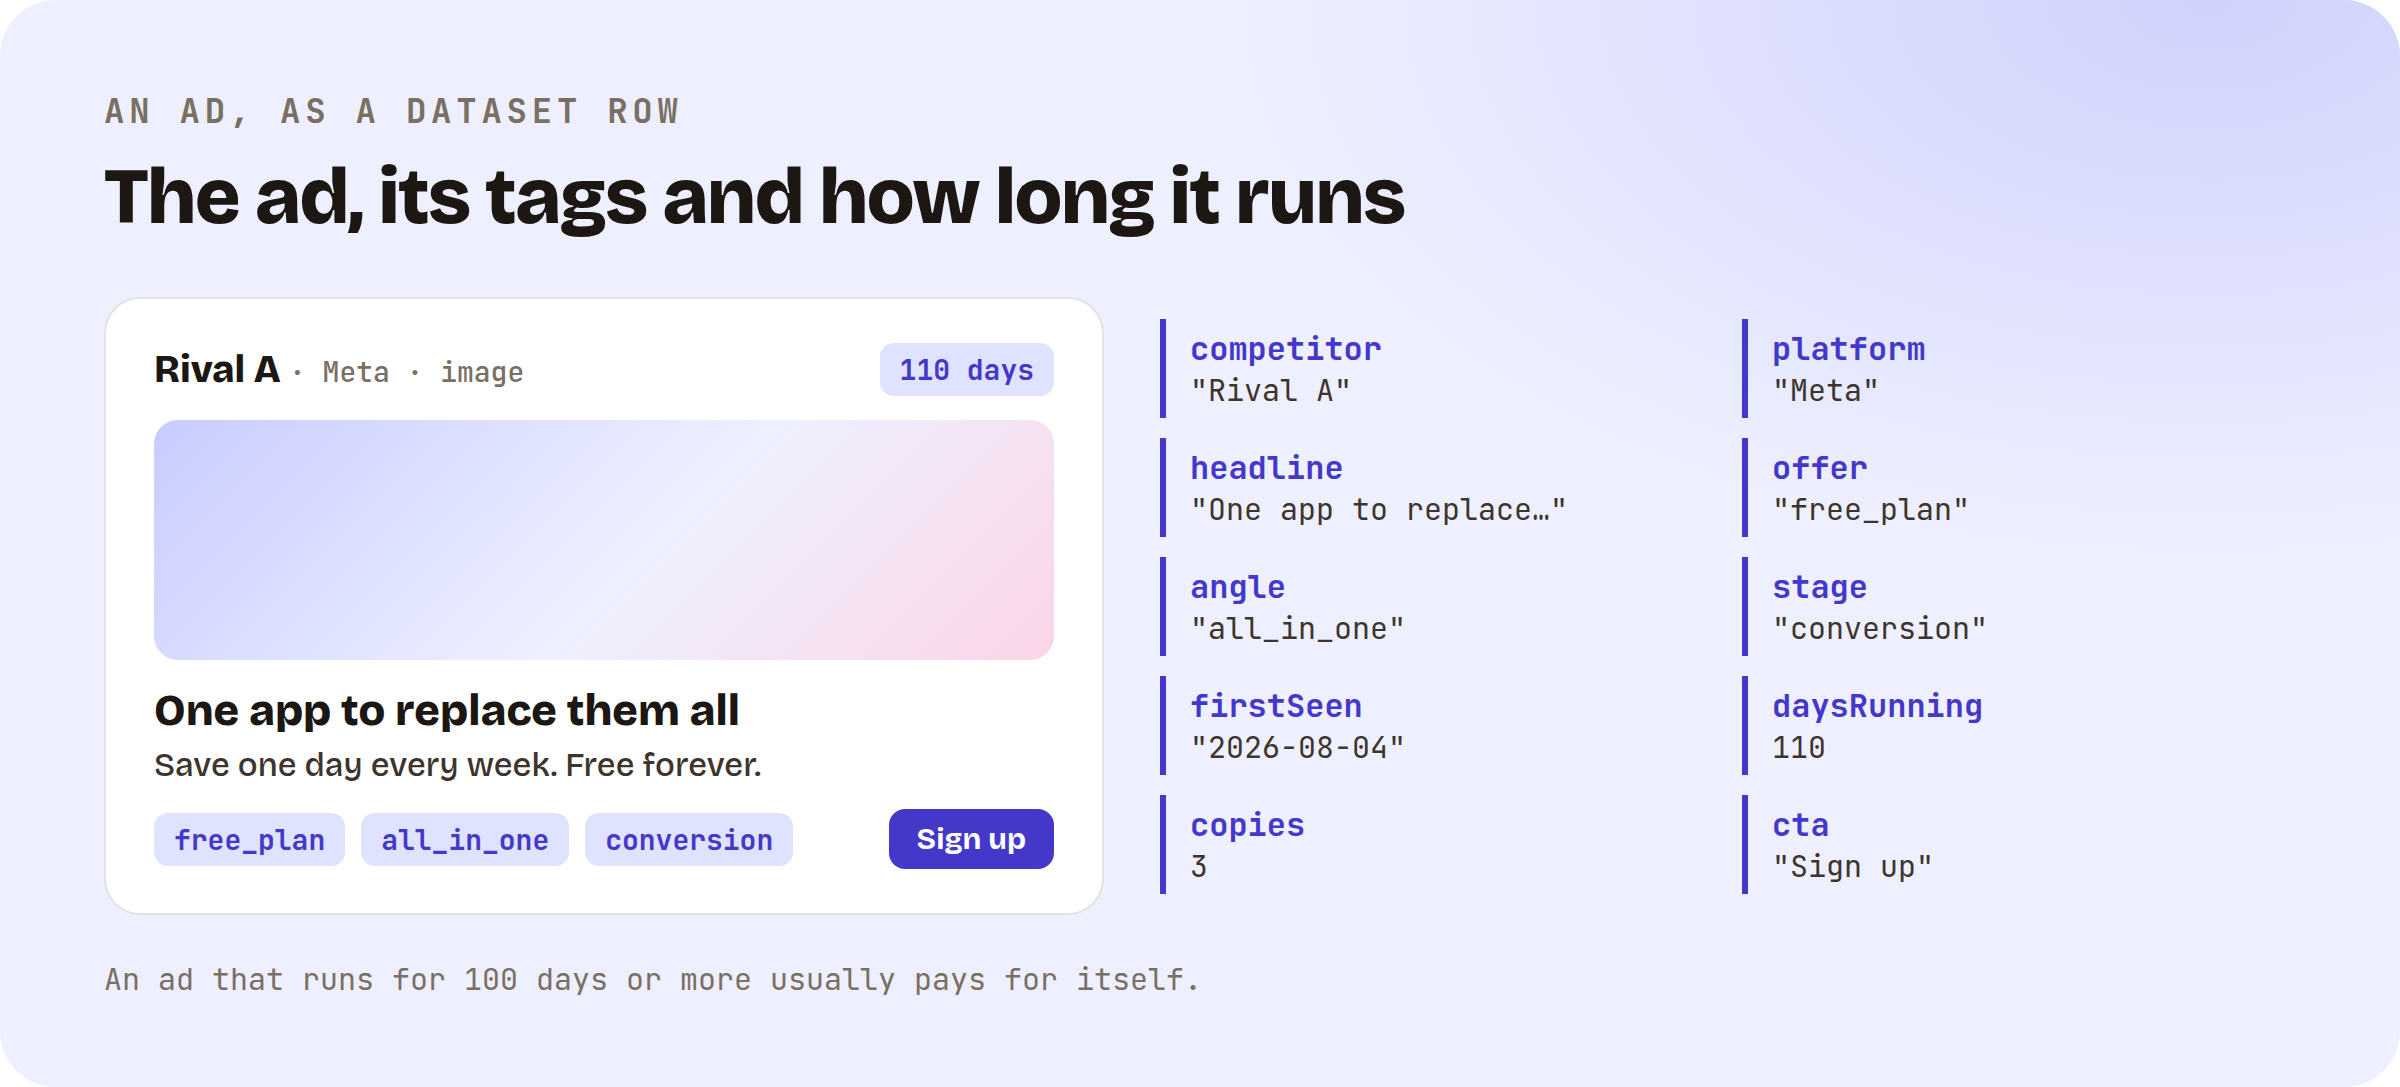 AN AD, AS A DATASET ROW
The ad, its tags and how long it runs
Rival A · Meta · image
110 days
One app to replace them all
Save one day every week. Free forever.
free_plan all_in_one conversion
Sign up
competitor
"Rival A"
platform
"Meta"
headline
"One app to replace…"
offer
"free_plan"
angle
"all_in_one"
stage
"conversion"
firstSeen
"2026-08-04"
daysRunning
110
copies
3
cta
"Sign up"
An ad that runs for 100 days or more usually pays for itself.